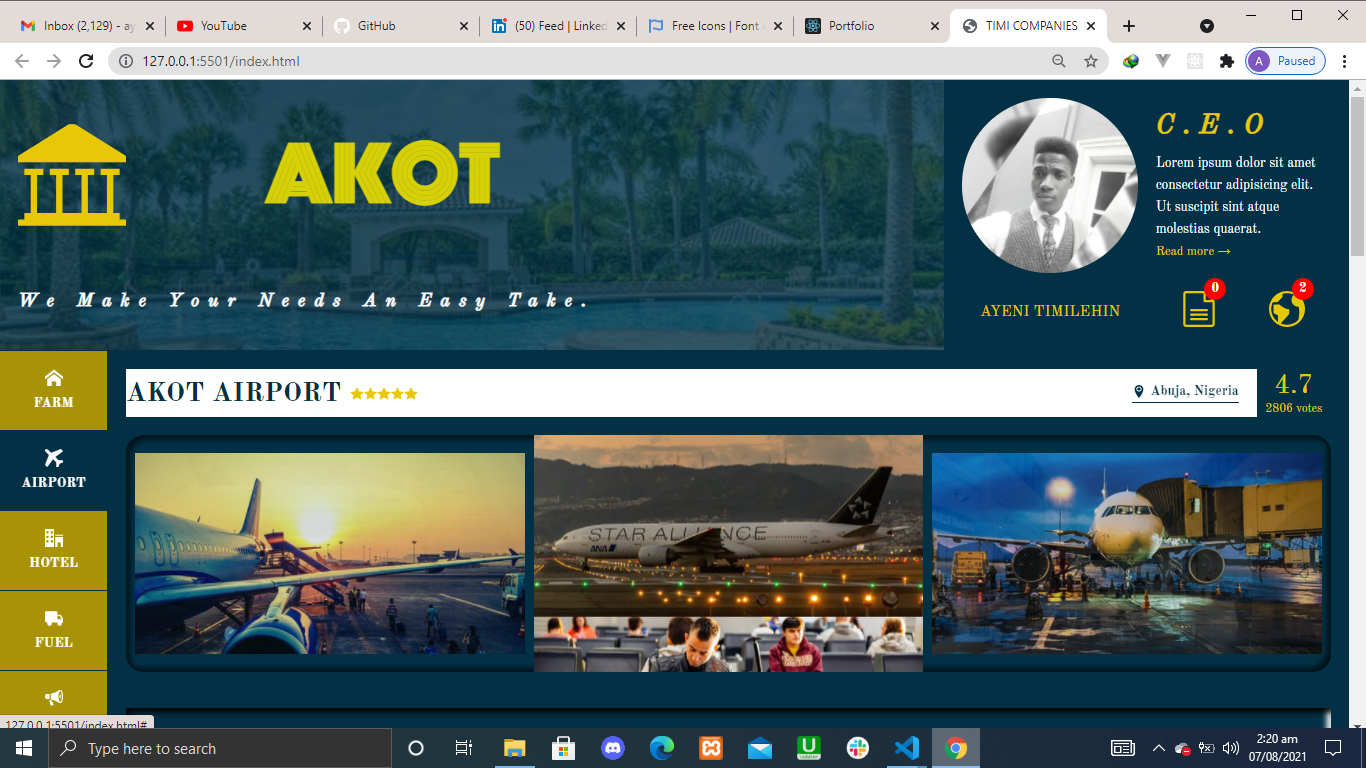 Inbox (2,129) - ay
YouTube
GitHub
(50) Feed | Linked
Free Icons | Font A
Portfolio
TIMI COMPANIES
127.0.0.1:5501/index.html
A
Paused
AKOT
We Make Your Needs An Easy Take.
C.E.O
Lorem ipsum dolor sit amet
consectetur adipisicing elit.
Ut suscipit sint atque
molestias quaerat.
Read more →
AYENI TIMILEHIN
0
2
FARM
AIRPORT
HOTEL
FUEL
AKOT AIRPORT
Abuja, Nigeria
4.7
2806 votes
STAR ALLIANCE
ANA
127.0.0.1:5501/index.html#
Type here to search
2:20 am
07/08/2021